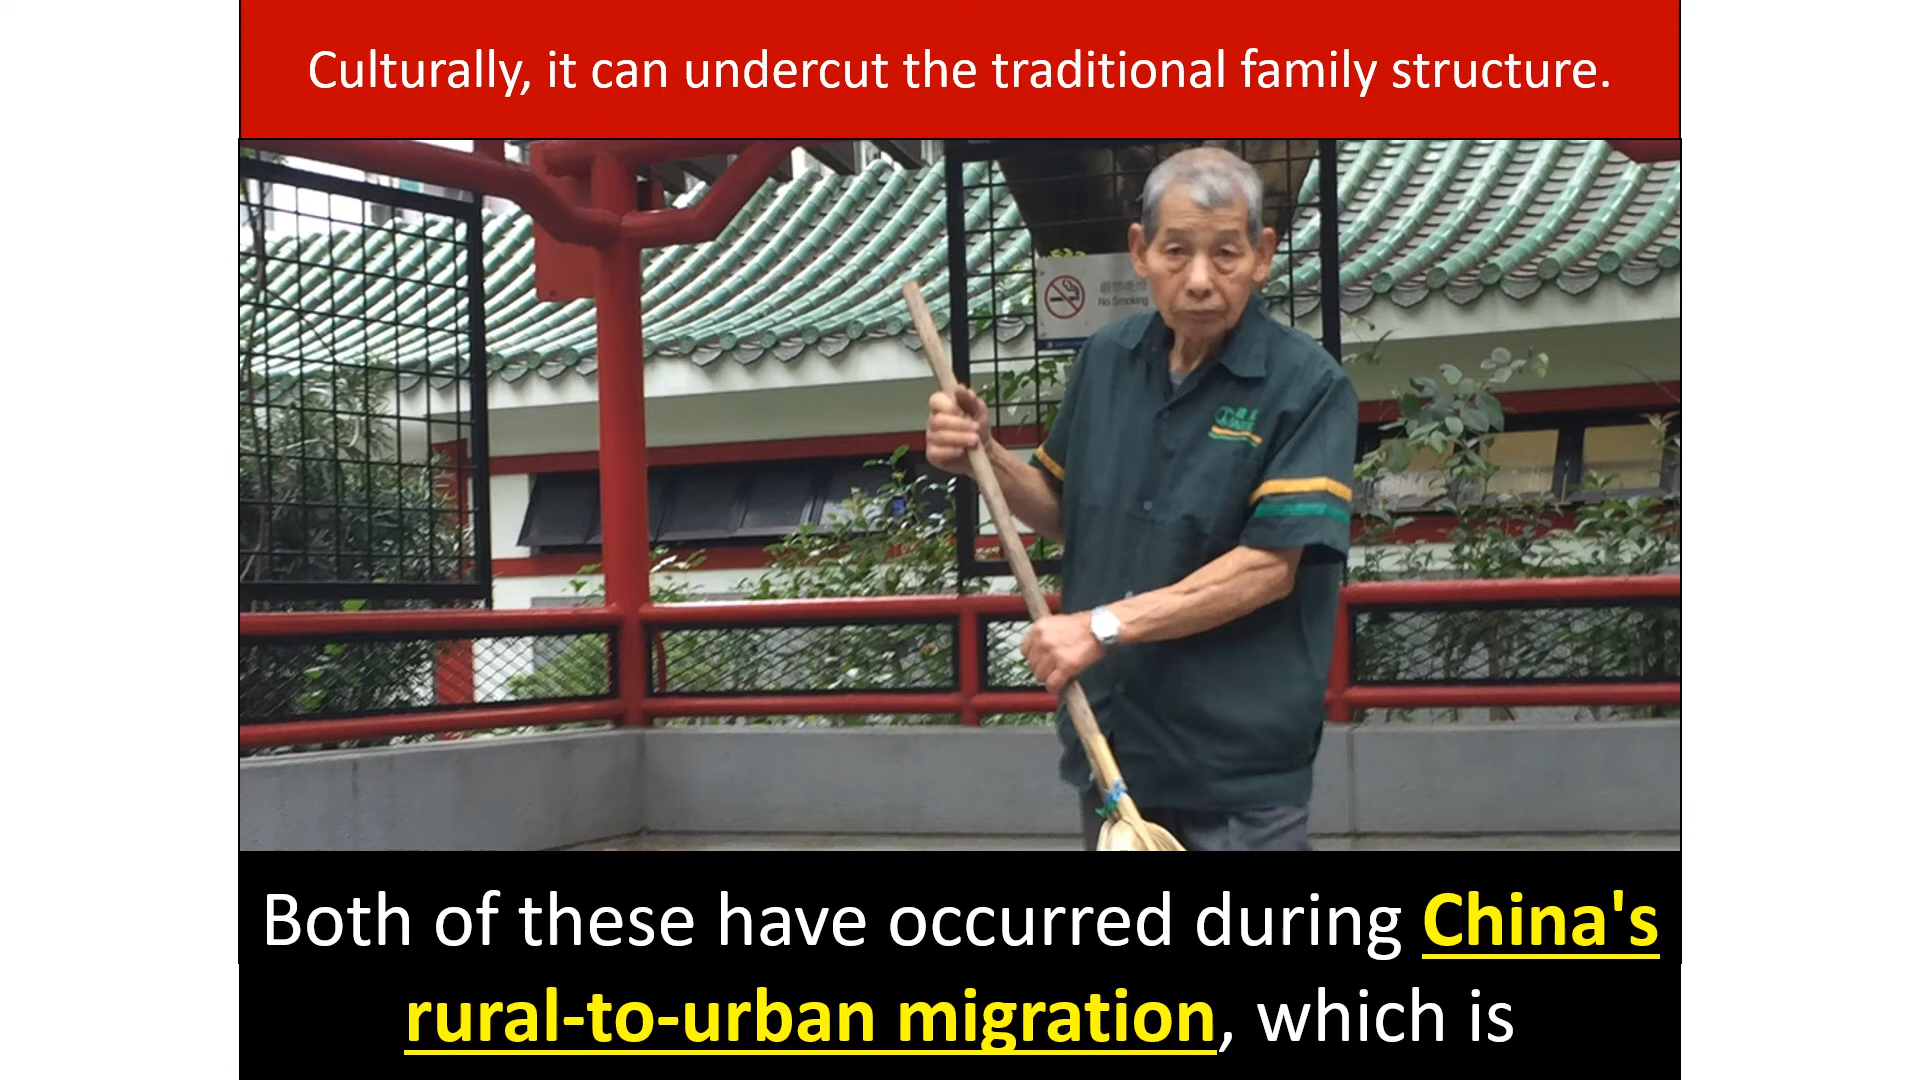 Culturally, it can undercut the traditional family structure.
No Smoking
Both of these have occurred during China's
rural-to-urban migration, which is